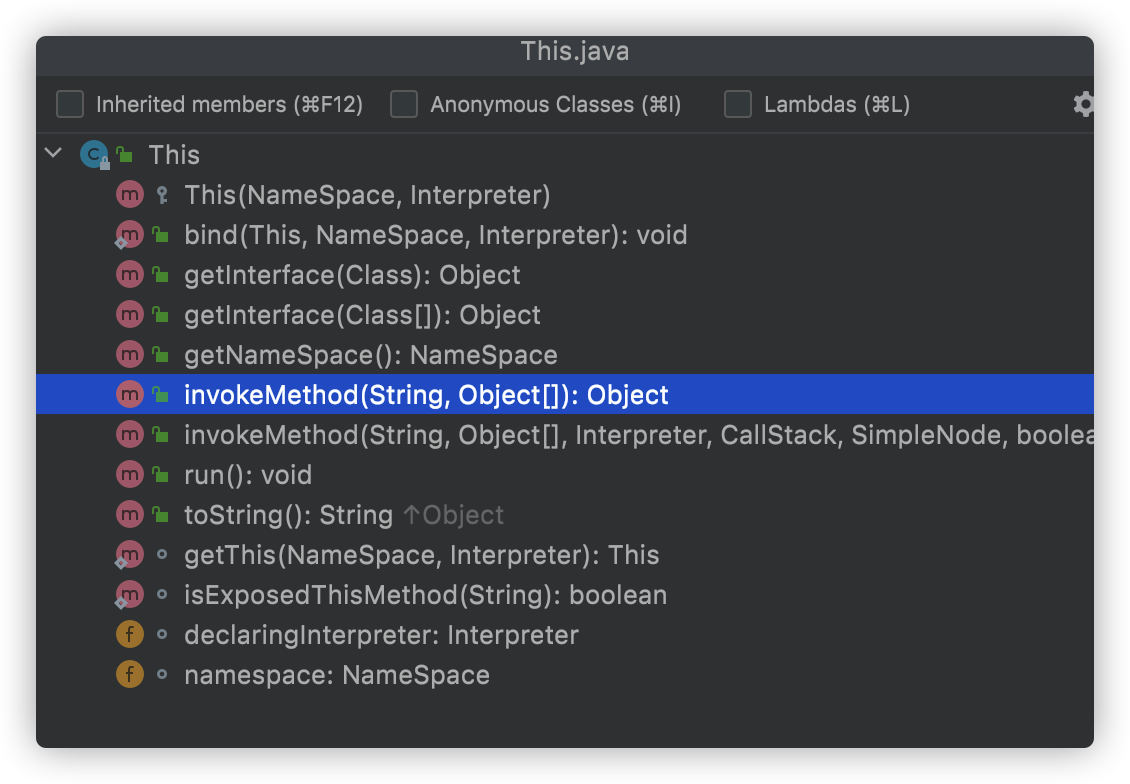 This.java
Inherited members (⌘F12) Anonymous Classes (⌘I) Lambdas (⌘L)
This
This(NameSpace, Interpreter)
bind(This, NameSpace, Interpreter): void
getInterface(Class): Object
getInterface(Class[]): Object
getNameSpace(): NameSpace
invokeMethod(String, Object[]): Object
invokeMethod(String, Object[], Interpreter, CallStack, SimpleNode, boolea
run(): void
toString(): String ↑Object
getThis(NameSpace, Interpreter): This
isExposedThisMethod(String): boolean
declaringInterpreter: Interpreter
namespace: NameSpace